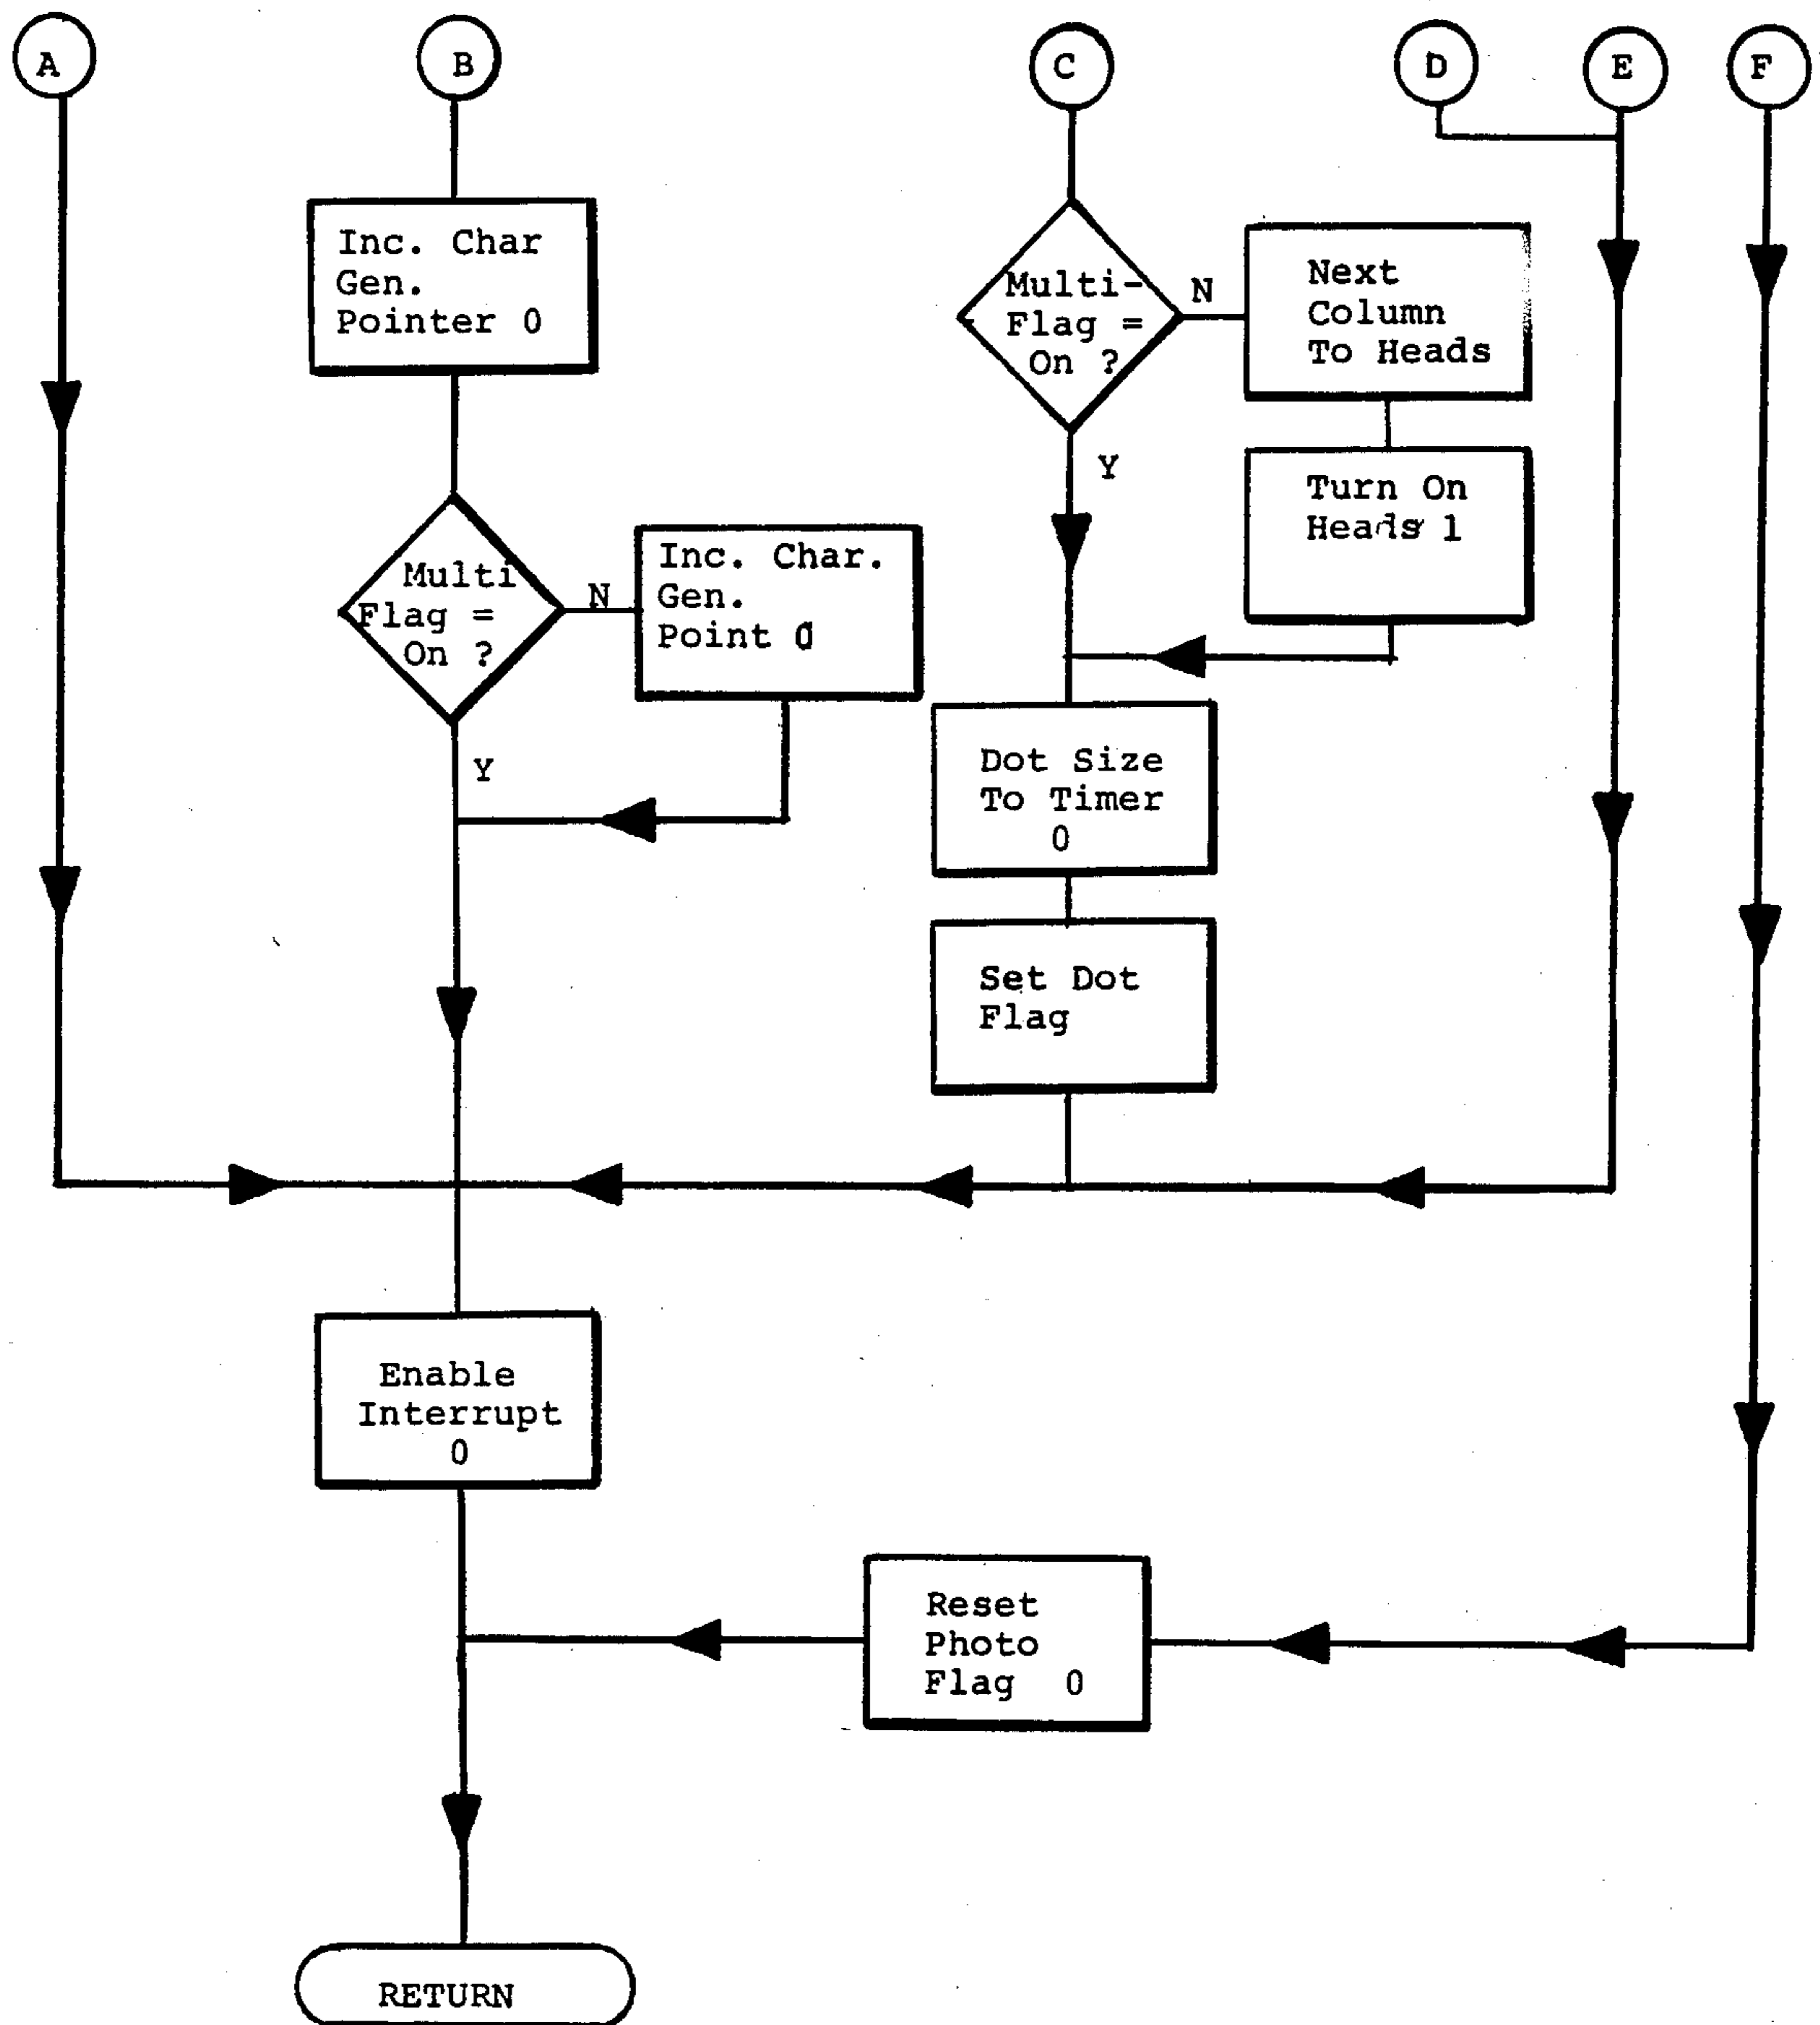 A
B
C
D
E
F
Inc. Char
Gen.
Pointer 0
Multi-
Flag =
On ?
N
Y
Next
Column
To Heads
Turn On
Heads 1
Multi
Flag =
On ?
N
Y
Inc. Char.
Gen.
Point 0
Dot Size
To Timer
0
Set Dot
Flag
Enable
Interrupt
0
Reset
Photo
Flag 0
RETURN